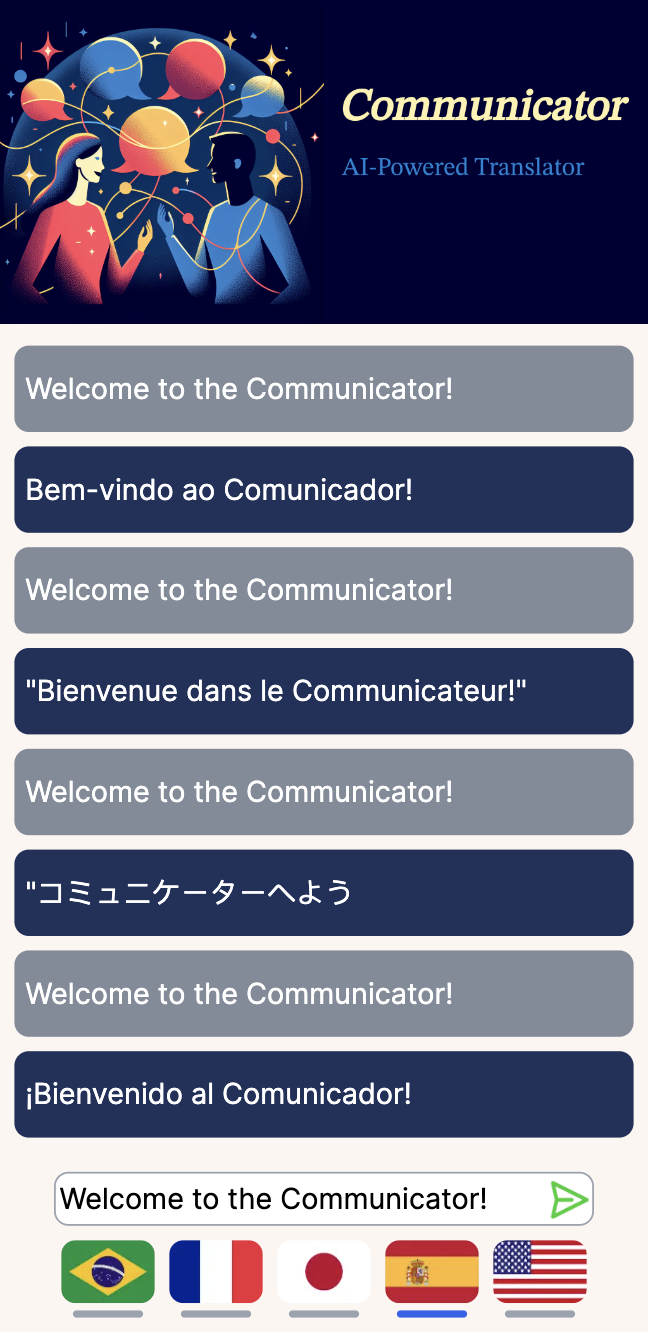 Communicator
AI-Powered Translator
Welcome to the Communicator!
Bem-vindo ao Comunicador!
Welcome to the Communicator!
"Bienvenue dans le Communicateur!"
Welcome to the Communicator!
"コミュニケーターへよう
Welcome to the Communicator!
¡Bienvenido al Comunicador!
Welcome to the Communicator!